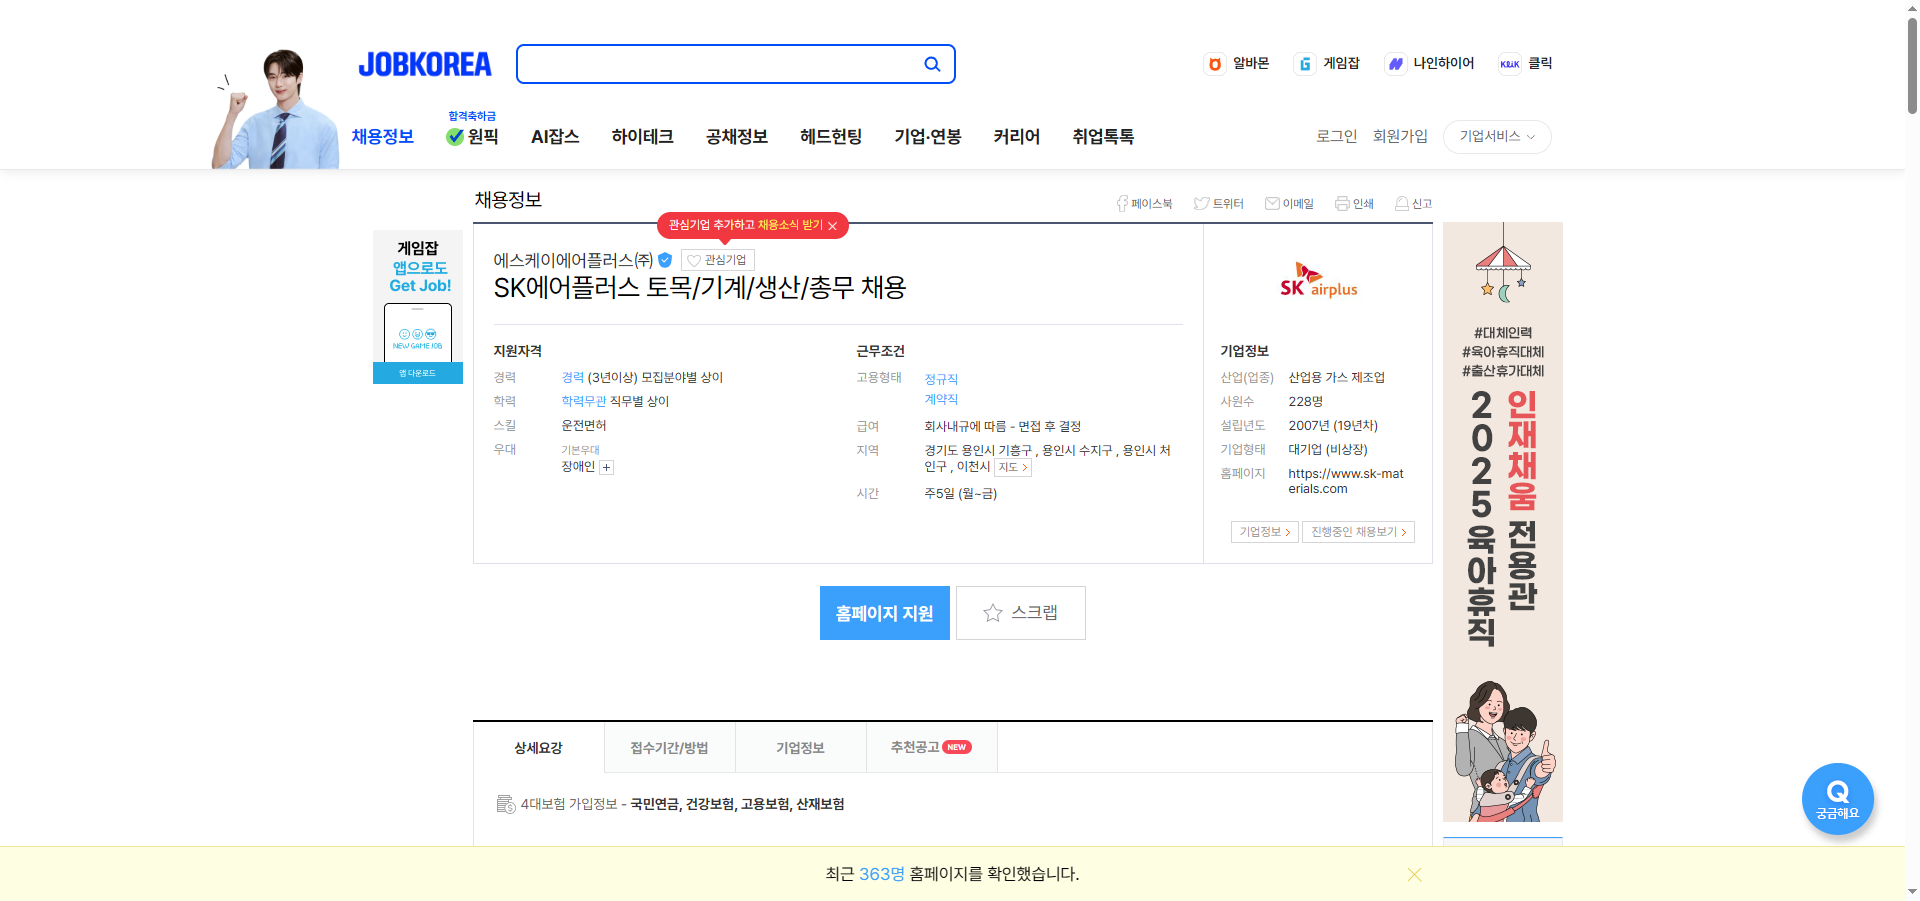 JOBKOREA
알바몬
게임잡
나인하이어
K리크 클릭
채용정보
합격축하금
원픽
AI잡스
하이테크
공채정보
헤드헌팅
기업·연봉
커리어
취업톡톡
로그인
회원가입
기업서비스
채용정보
페이스북
트위터
이메일
인쇄
신고
관심기업 추가하고 채용소식 받기
게임잡
앱으로도
Get Job!
NEW GAME JOB
앱 다운로드
에스케이에어플러스㈜
관심기업
SK에어플러스 토목/기계/생산/총무 채용
지원자격
경력 경력 (3년이상) 모집분야별 상이
학력 학력무관 직무별 상이
스킬 운전면허
우대 기본우대
장애인 +
근무조건
고용형태 정규직
계약직
급여 회사내규에 따름 - 면접 후 결정
지역 경기도 용인시 기흥구 , 용인시 수지구 , 용인시 처
인구 , 이천시 지도
시간 주5일 (월~금)
SK airplus
기업정보
산업(업종) 산업용 가스 제조업
사원수 228명
설립년도 2007년 (19년차)
기업형태 대기업 (비상장)
홈페이지 https://www.sk-mat
erials.com
기업정보
진행중인 채용보기
홈페이지 지원
스크랩
#대체인력
#육아휴직대체
#출산휴가대체
2025육아휴직
인재채움 전용관
상세요강
접수기간/방법
기업정보
추천공고 NEW
4대보험 가입정보 - 국민연금, 건강보험, 고용보험, 산재보험
Q
궁금해요
최근 363명 홈페이지를 확인했습니다.